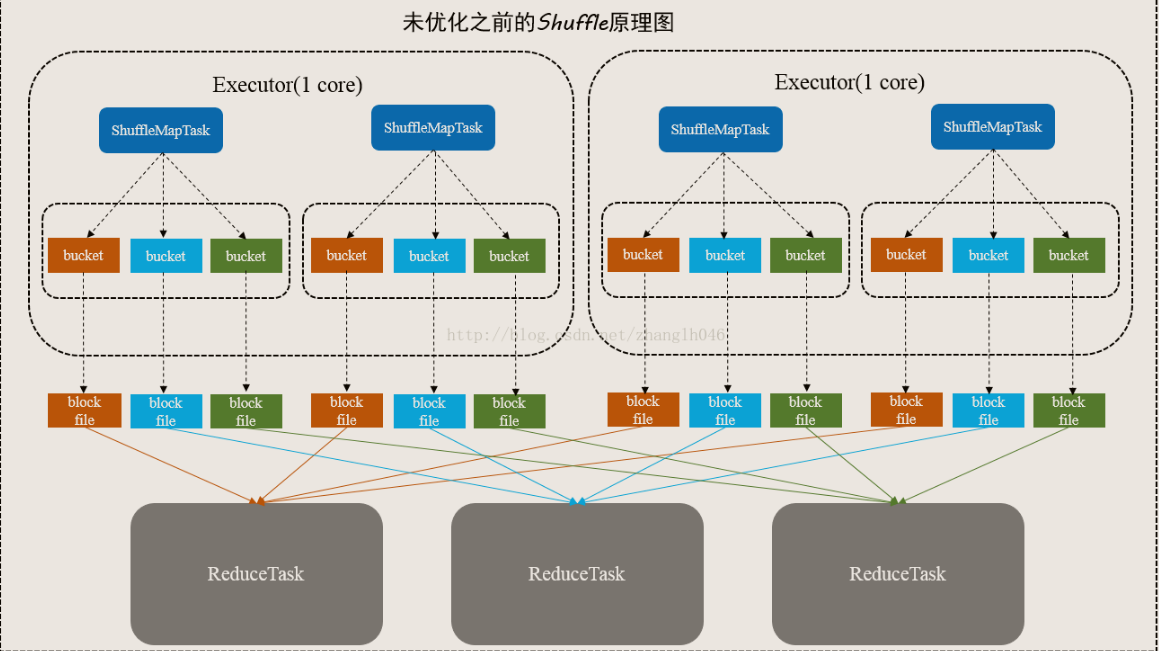 未优化之前的Shuffle原理图
Executor(1 core)
Executor(1 core)
ShuffleMapTask
ShuffleMapTask
ShuffleMapTask
ShuffleMapTask
bucket
bucket
bucket
bucket
bucket
bucket
bucket
bucket
bucket
bucket
bucket
bucket
http://blog.csdn.net/zhanglh046
block
file
block
file
block
file
block
file
block
file
block
file
block
file
block
file
block
file
block
file
block
file
block
file
ReduceTask
ReduceTask
ReduceTask